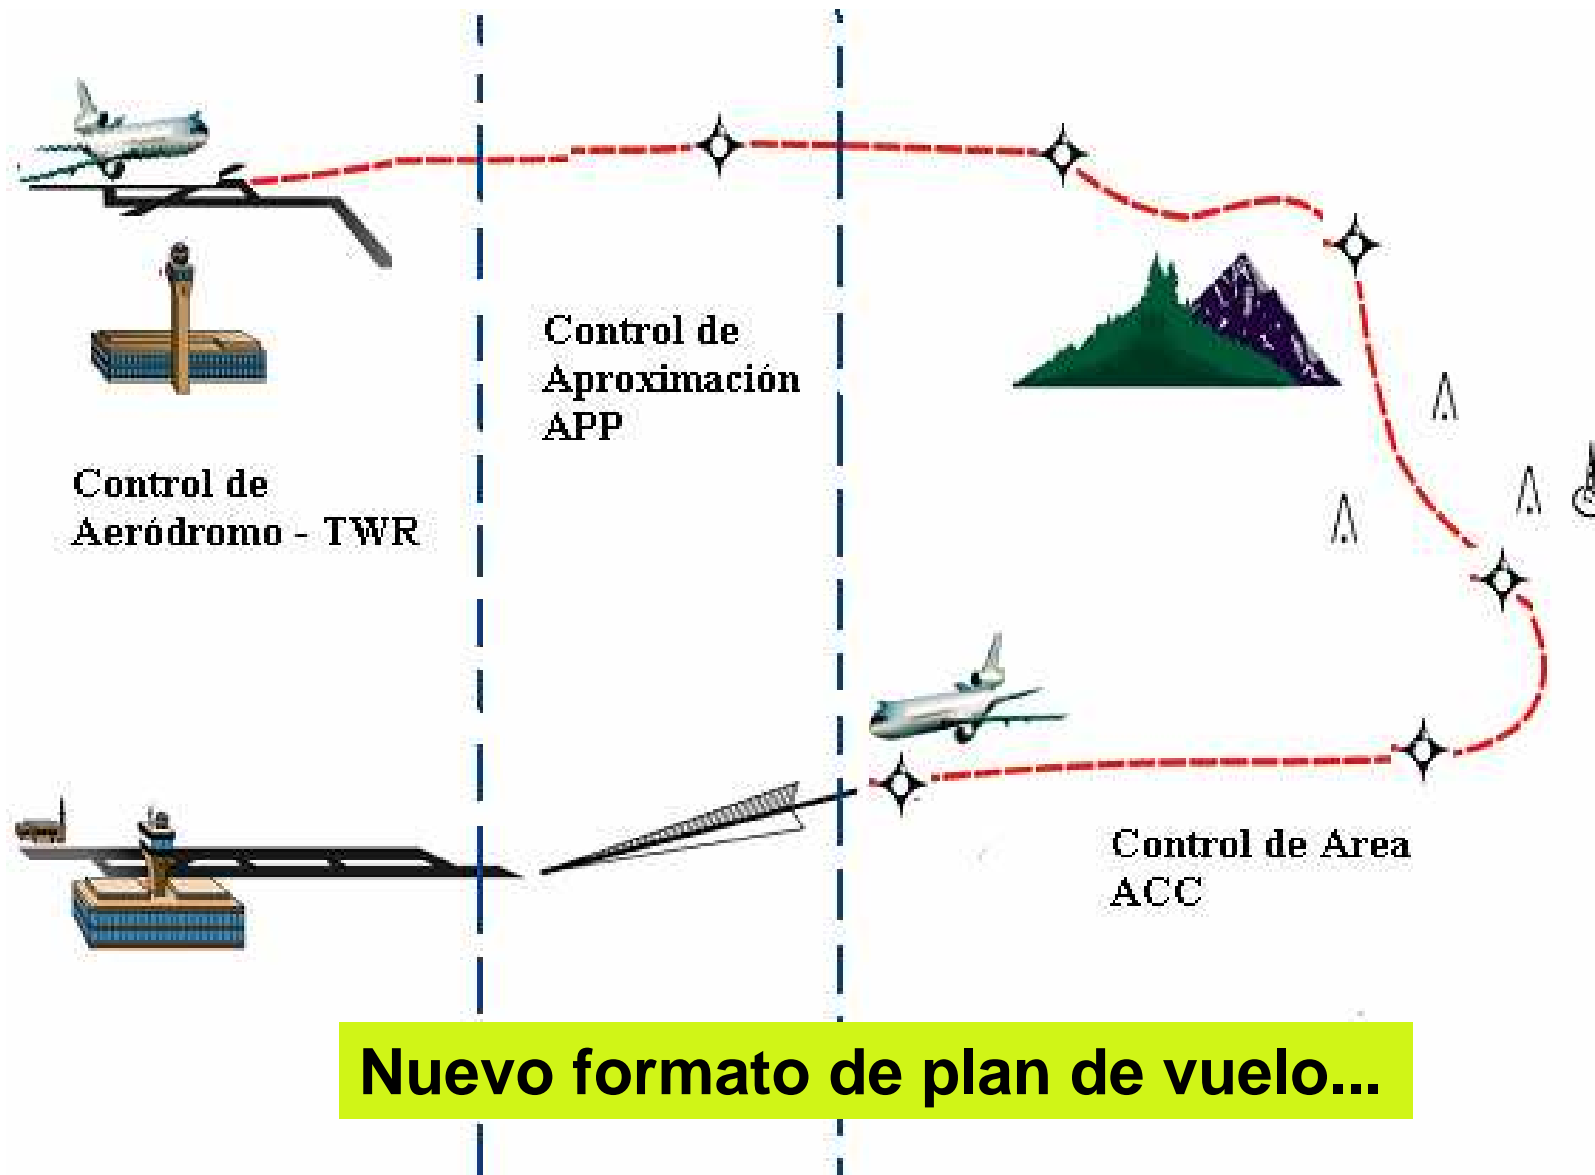 Control de
Aproximación
APP
Control de
Aeródromo - TWR
Control de Area
ACC
Nuevo formato de plan de vuelo...